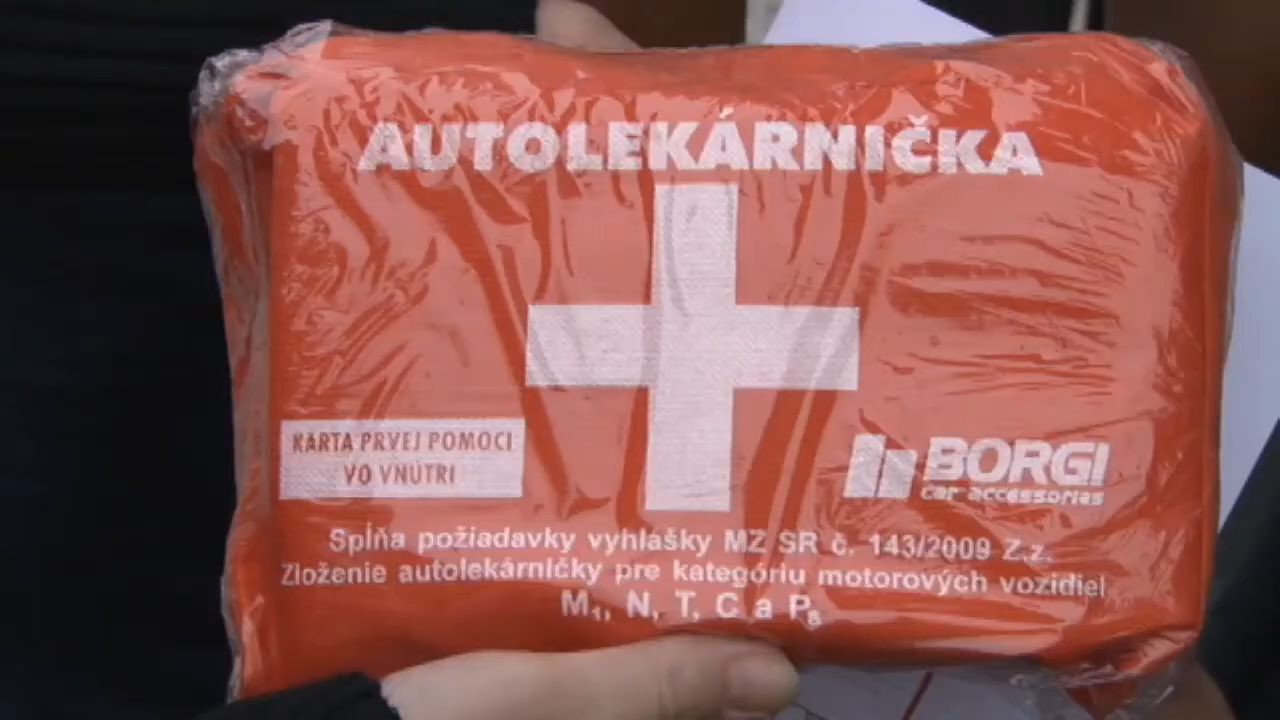 AUTOLEKÁRNIČKA
KARTA PRVEJ POMOCI
VO VNÚTRI
BORGI
car accessories
Spĺňa požiadavky vyhlášky MZ SR č. 143/2009 Z.z.
Zloženie autolekárničky pre kategóriu motorových vozidiel
M₁, N, T, C a P₈